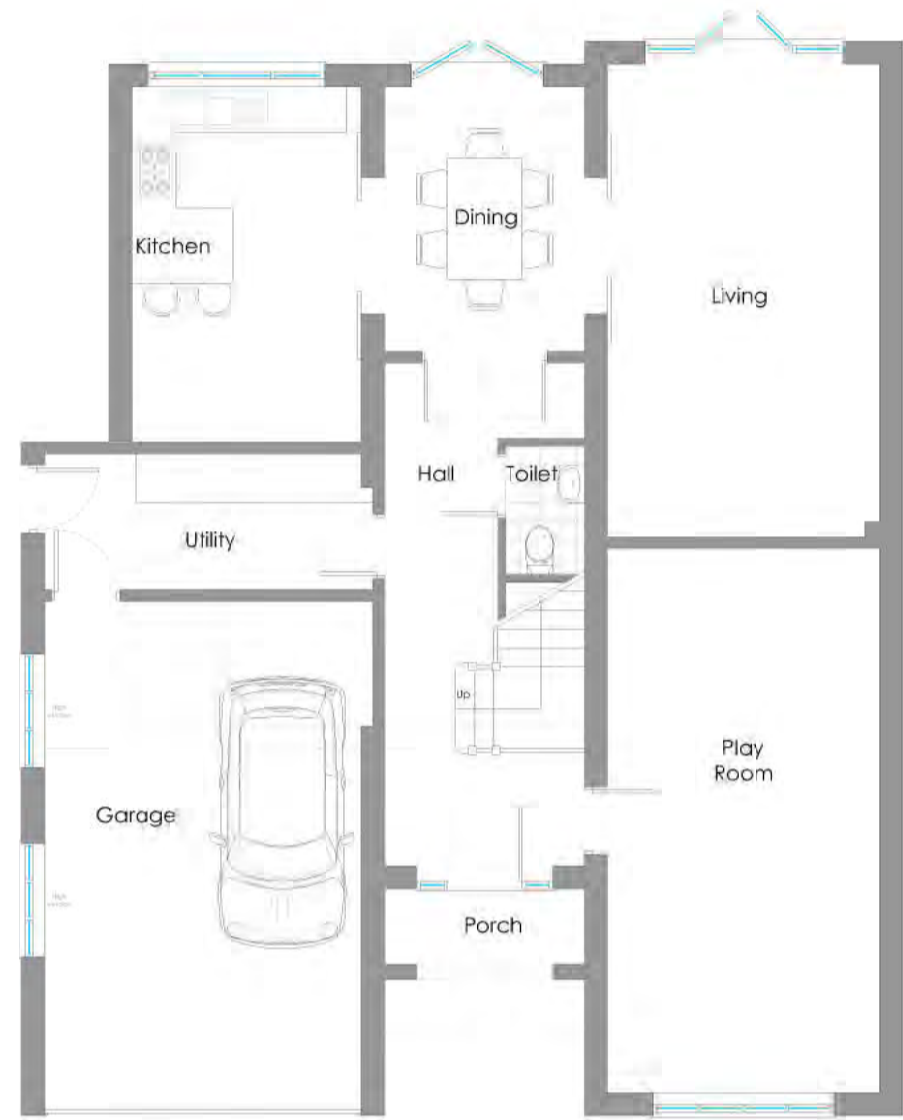 Dining
Kitchen
Living
Hall
Toilet
Utility
Up
Play
Room
Garage
Porch